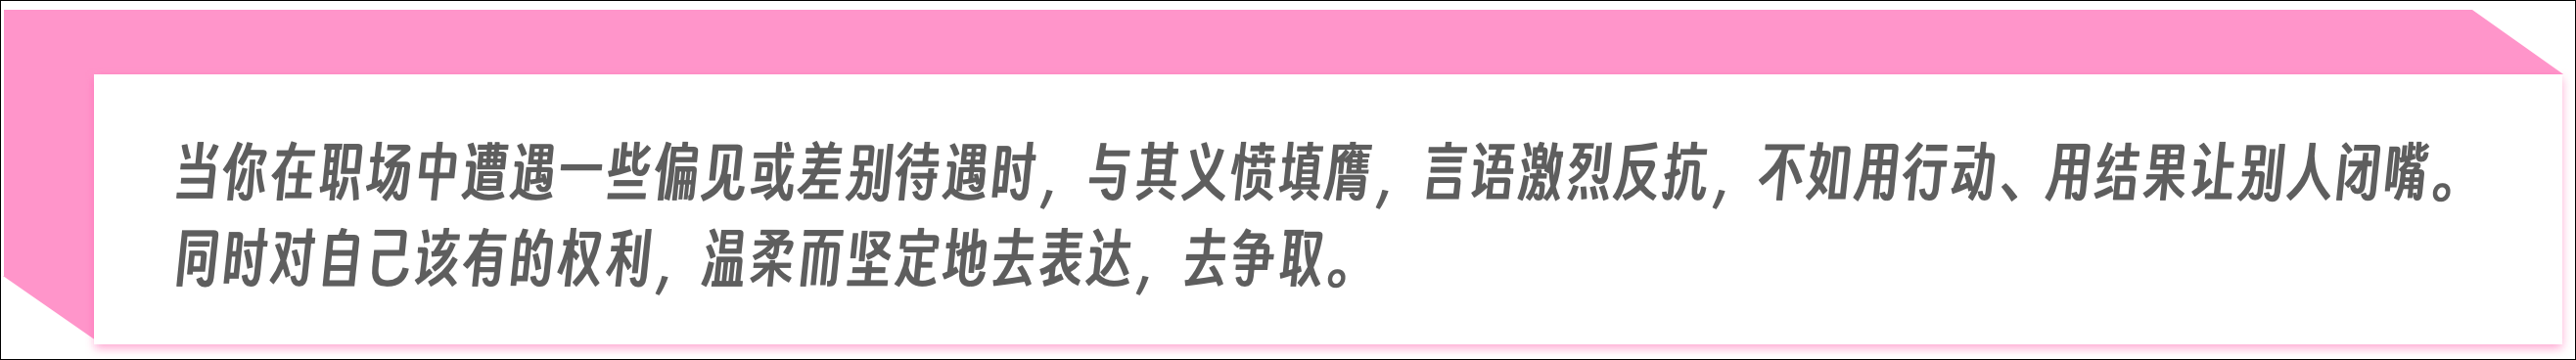 当你在职场中遭遇一些偏见或差别待遇时，与其义愤填膺，言语激烈反抗，不如用行动、用结果让别人闭嘴。
同时对自己该有的权利，温柔而坚定地去表达，去争取。